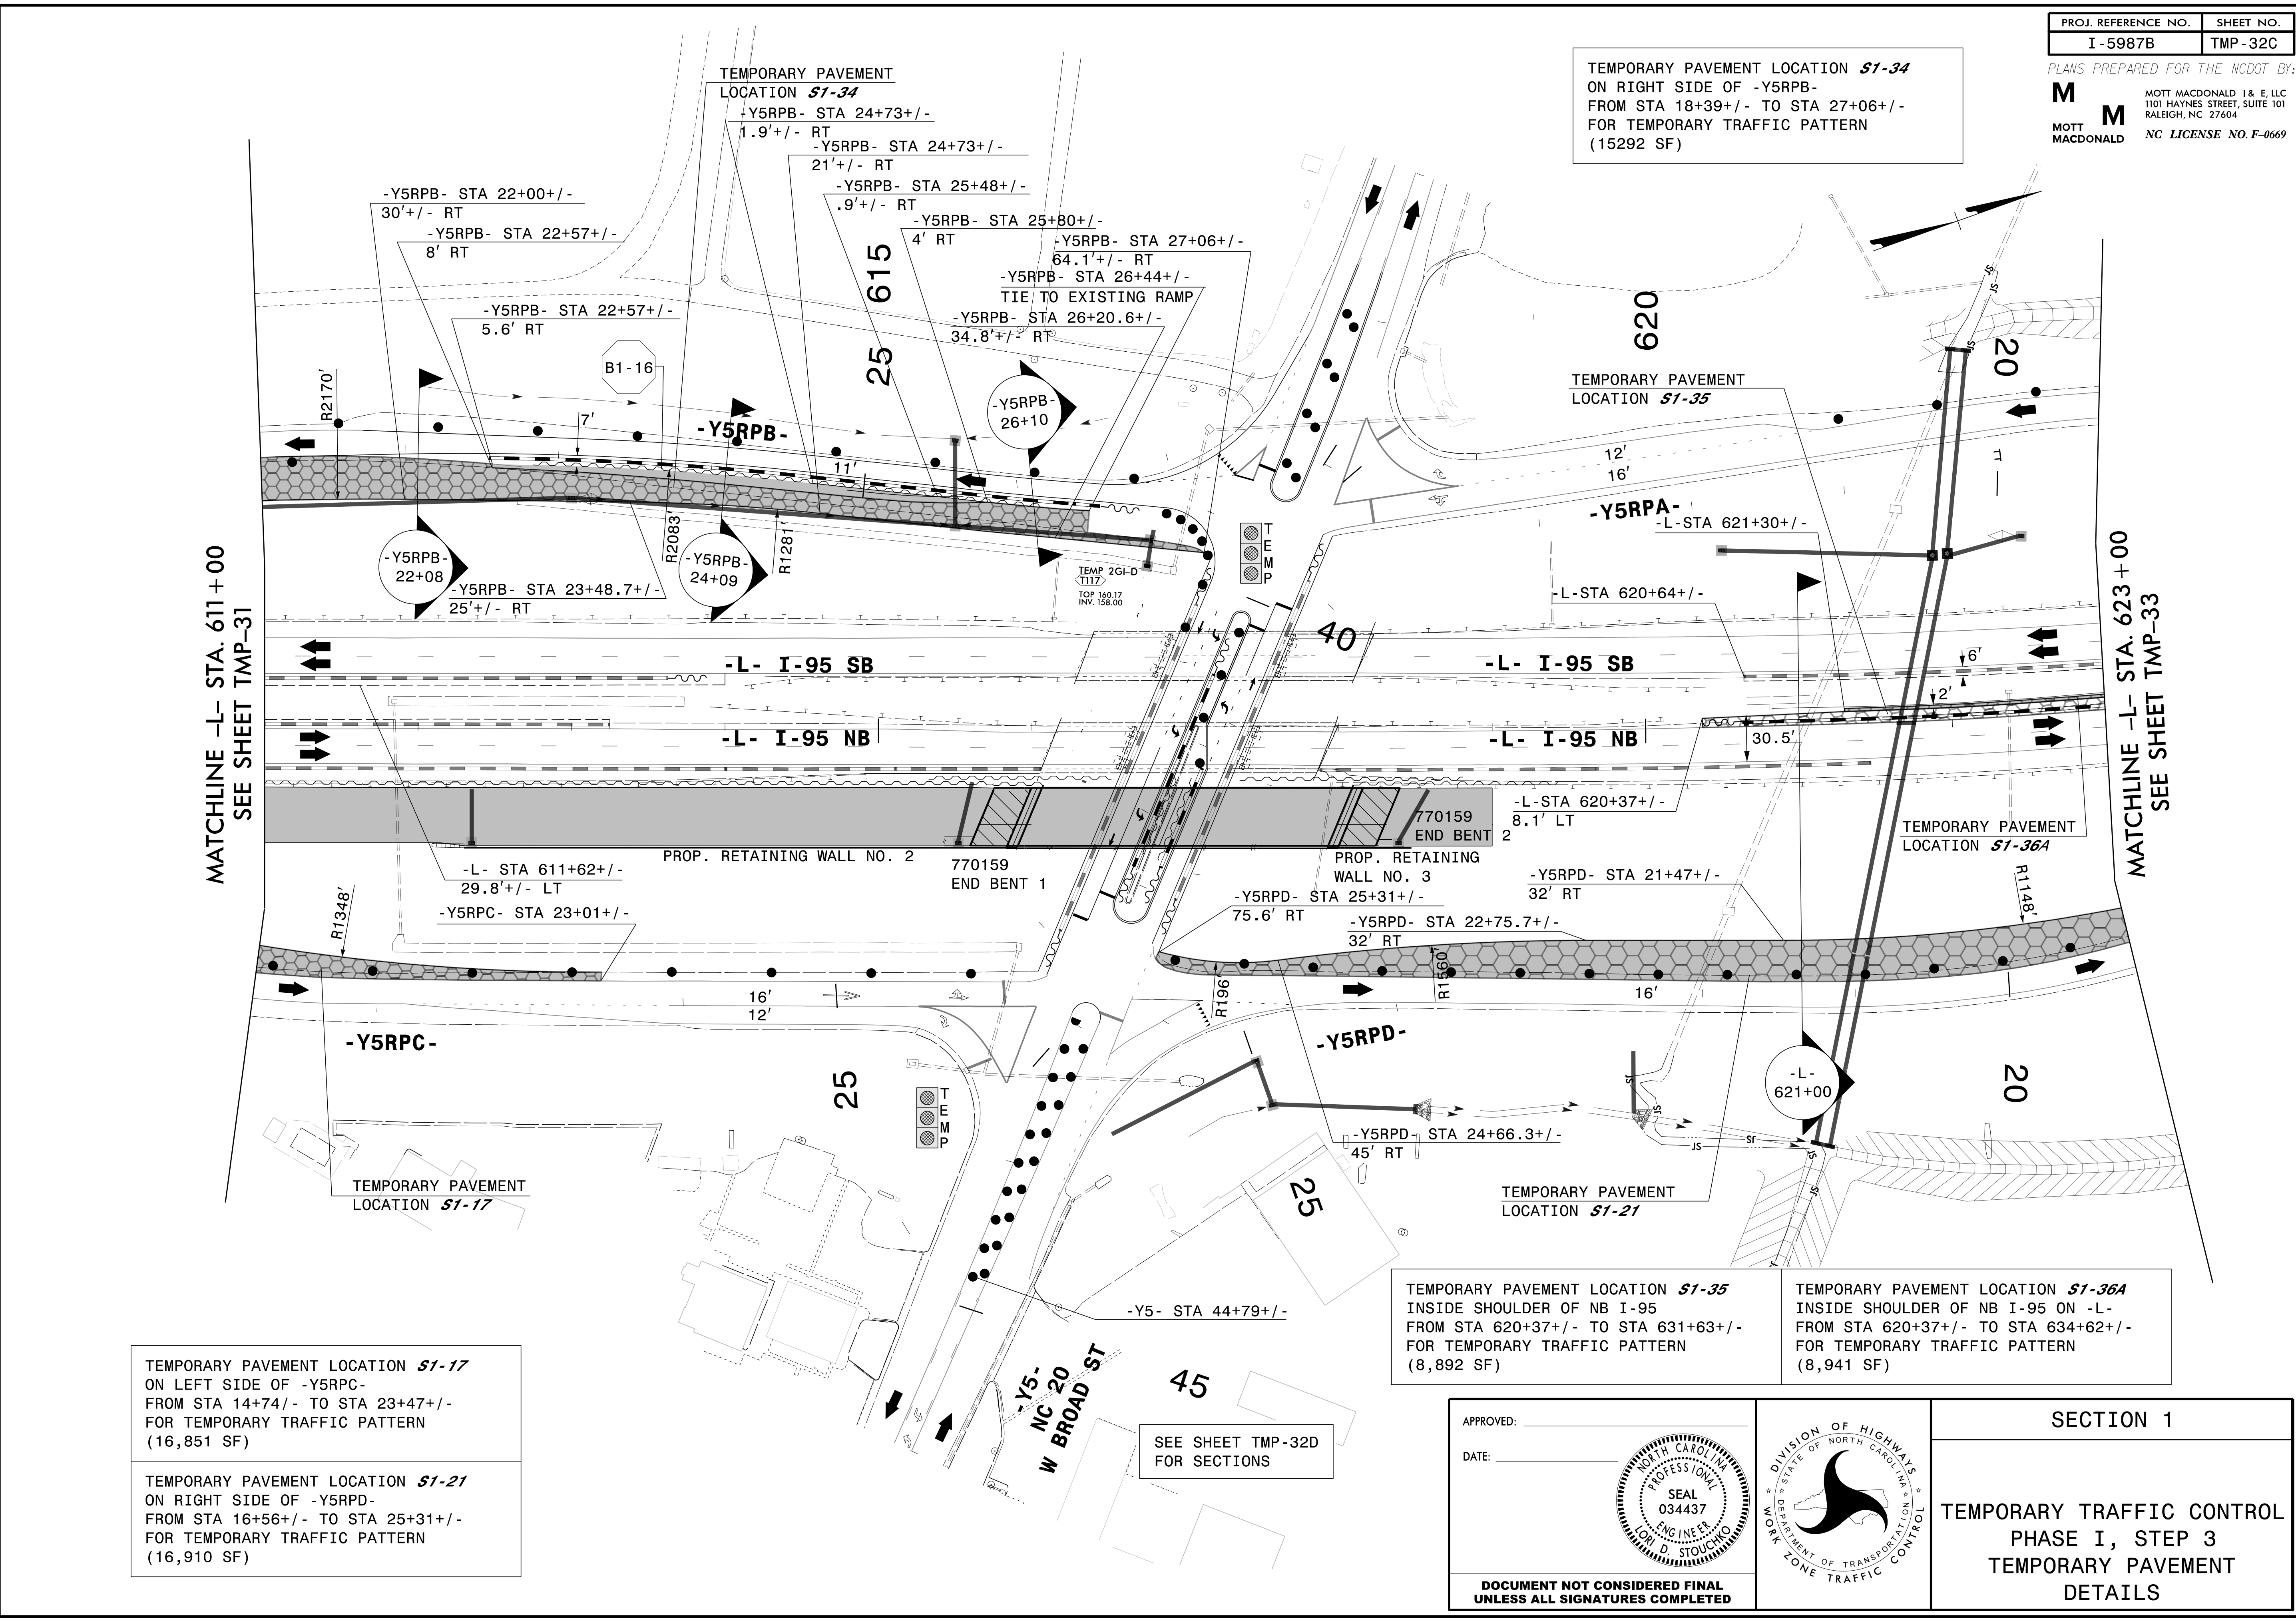 PROJ. REFERENCE NO.
SHEET NO.
I-5987B
TMP-32C
PLANS PREPARED FOR THE NCDOT BY:
M
M
MOTT
MACDONALD
MOTT MACDONALD I & E, LLC
1101 HAYNES STREET, SUITE 101
RALEIGH, NC 27604
NC LICENSE NO. F-0669
TEMPORARY PAVEMENT LOCATION S1-34
ON RIGHT SIDE OF -Y5RPB-
FROM STA 18+39+/- TO STA 27+06+/-
FOR TEMPORARY TRAFFIC PATTERN
(15292 SF)
TEMPORARY PAVEMENT
LOCATION S1-34
-Y5RPB- STA 24+73+/-
1.9'+/- RT
-Y5RPB- STA 24+73+/-
21'+/- RT
-Y5RPB- STA 25+48+/-
.9'+/- RT
-Y5RPB- STA 25+80+/-
4' RT
-Y5RPB- STA 27+06+/-
64.1'+/- RT
-Y5RPB- STA 26+44+/-
TIE TO EXISTING RAMP
-Y5RPB- STA 26+20.6+/-
34.8'+/- RT
-Y5RPB- STA 22+00+/-
30'+/- RT
-Y5RPB- STA 22+57+/-
8' RT
-Y5RPB- STA 22+57+/-
5.6' RT
B1-16
25
615
620
20
R2170'
7'
-Y5RPB-
11'
-Y5RPB-
26+10
TEMPORARY PAVEMENT
LOCATION S1-35
12'
16'
-Y5RPA-
-L-STA 621+30+/-
-L-STA 620+64+/-
-Y5RPB-
22+08
R2083'
-Y5RPB-
24+09
R1281'
-Y5RPB- STA 23+48.7+/-
25'+/- RT
TEMP 2GI-D
T117
TOP 160.17
INV. 158.00
TEMP
40
MATCHLINE -L- STA. 611+00
SEE SHEET TMP-31
MATCHLINE -L- STA. 623+00
SEE SHEET TMP-33
-L- I-95 SB
-L- I-95 SB
6'
2'
-L- I-95 NB
-L- I-95 NB
30.5'
-L-STA 620+37+/-
8.1' LT
770159
END BENT 2
PROP. RETAINING WALL NO. 2
770159
END BENT 1
PROP. RETAINING
WALL NO. 3
TEMPORARY PAVEMENT
LOCATION S1-36A
-L- STA 611+62+/-
29.8'+/- LT
-Y5RPC- STA 23+01+/-
R1348'
-Y5RPD- STA 25+31+/-
75.6' RT
-Y5RPD- STA 21+47+/-
32' RT
-Y5RPD- STA 22+75.7+/-
32' RT
R1148'
R196'
R1560'
16'
16'
12'
-Y5RPC-
-Y5RPD-
25
TEMP
-L-
621+00
20
-Y5RPD- STA 24+66.3+/-
45' RT
25
JS
JS
JS
JS
JS
JS
JS
JS
JS
TEMPORARY PAVEMENT
LOCATION S1-17
TEMPORARY PAVEMENT
LOCATION S1-21
-Y5- STA 44+79+/-
-Y5-
NC 20
W BROAD ST
45
SEE SHEET TMP-32D
FOR SECTIONS
TEMPORARY PAVEMENT LOCATION S1-35
INSIDE SHOULDER OF NB I-95
FROM STA 620+37+/- TO STA 631+63+/-
FOR TEMPORARY TRAFFIC PATTERN
(8,892 SF)
TEMPORARY PAVEMENT LOCATION S1-36A
INSIDE SHOULDER OF NB I-95 ON -L-
FROM STA 620+37+/- TO STA 634+62+/-
FOR TEMPORARY TRAFFIC PATTERN
(8,941 SF)
TEMPORARY PAVEMENT LOCATION S1-17
ON LEFT SIDE OF -Y5RPC-
FROM STA 14+74/- TO STA 23+47+/-
FOR TEMPORARY TRAFFIC PATTERN
(16,851 SF)
TEMPORARY PAVEMENT LOCATION S1-21
ON RIGHT SIDE OF -Y5RPD-
FROM STA 16+56+/- TO STA 25+31+/-
FOR TEMPORARY TRAFFIC PATTERN
(16,910 SF)
APPROVED:
DATE:
NORTH CAROLINA
PROFESSIONAL
SEAL
034437
ENGINEER
LORI D. STOUCHKO
DOCUMENT NOT CONSIDERED FINAL
UNLESS ALL SIGNATURES COMPLETED
DIVISION OF HIGHWAYS
STATE OF NORTH CAROLINA
DEPARTMENT OF TRANSPORTATION
WORK ZONE TRAFFIC CONTROL
SECTION 1
TEMPORARY TRAFFIC CONTROL
PHASE I, STEP 3
TEMPORARY PAVEMENT
DETAILS